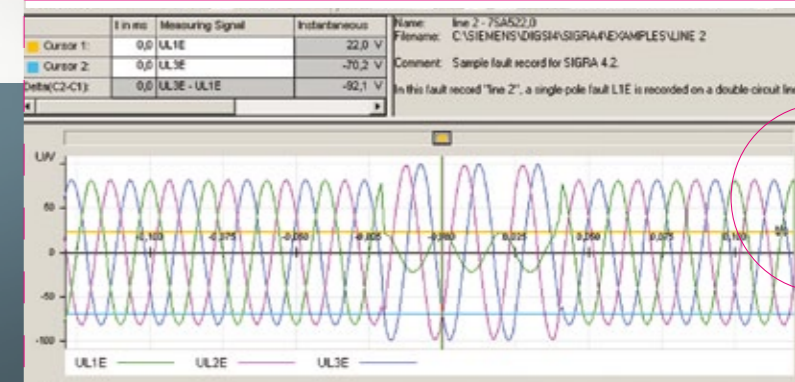 t in ms Measuring Signal Instantaneous
Cursor 1: 0,0 UL1E 22,0 V
Cursor 2: 0,0 UL3E -70,2 V
Delta(C2-C1): 0,0 UL3E - UL1E -92,1 V
Name: line 2 - 7SA522,0
Filename: C:\SIEMENS\DIGSI4\SIGRA4\EXAMPLES\LINE 2
Comment: Sample fault record for SIGRA 4.2.
In this fault record "line 2", a single-pole fault L1E is recorded on a double-circuit line
U/V
50
0
-50
-100
-0,100 -0,075 -0,050 -0,025 -0,000 0,025 0,050 0,075 0,100
UL1E UL2E UL3E